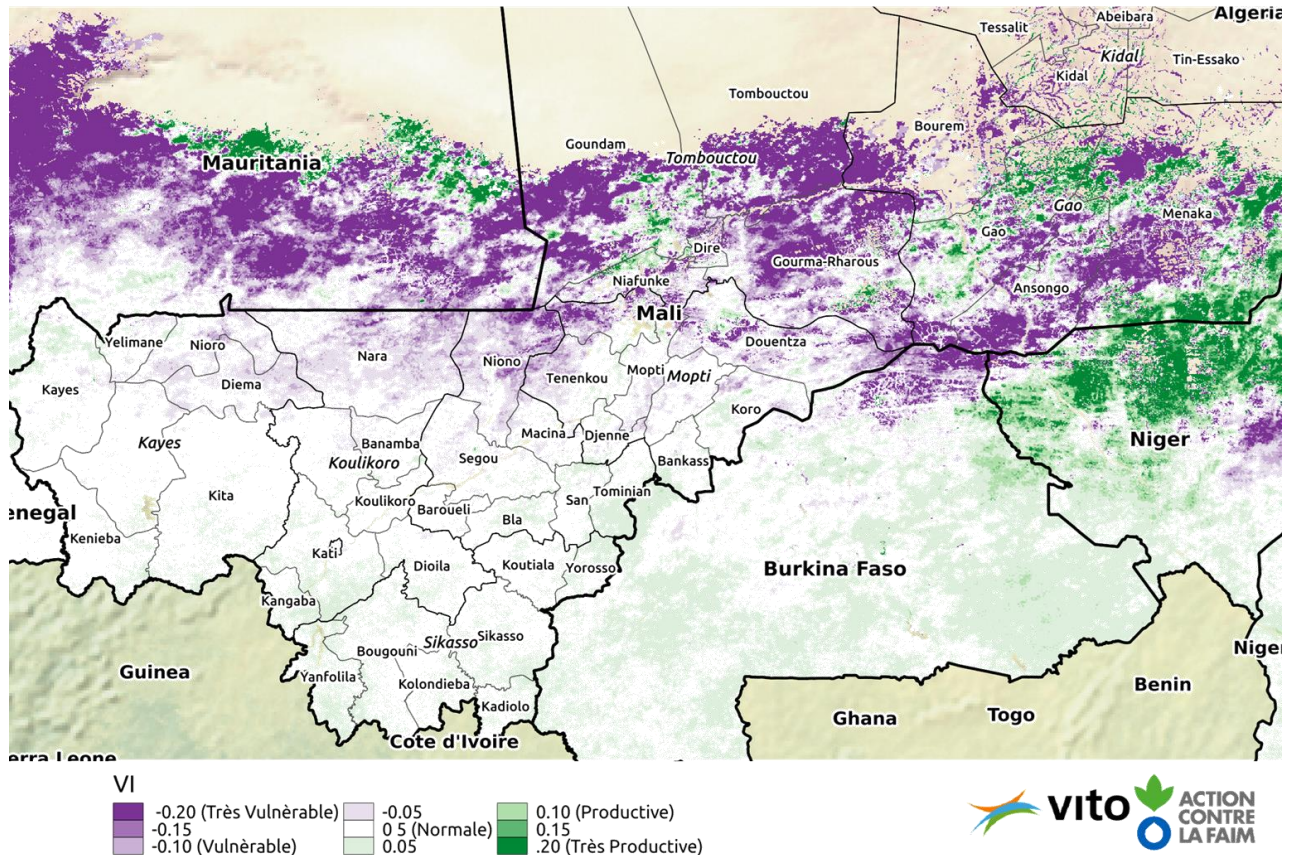 Algeria
Abeibara
Tessalit
Kidal
Tin-Essako
Kidal
Tombouctou
Bourem
Goundam
Tombouctou
Mauritania
Gao
Menaka
Gao
Dire
Gourma-Rharous
Niafunke
Ansongo
Mali
Yelimane
Nioro
Nara
Niono
Douentza
Mopti
Mopti
Tenenkou
Diema
Kayes
Koro
Macina
Djenne
Niger
Kayes
Banamba
Koulikoro
Segou
Bankass
Kita
Koulikoro
Baroueli
San
Tominian
enegal
Bla
Kenieba
Kati
Dioila
Koutiala
Yorosso
Burkina Faso
Kangaba
Sikasso
Sikasso
Bougouni
Guinea
Yanfolila
Kolondieba
Kadiolo
Niger
Benin
Ghana
Togo
Cote d'Ivoire
erra Leone
VI
-0.20 (Très Vulnèrable)
-0.15
-0.10 (Vulnèrable)
-0.05
0 5 (Normale)
0.05
0.10 (Productive)
0.15
.20 (Très Productive)
vito
ACTION
CONTRE
LA FAIM